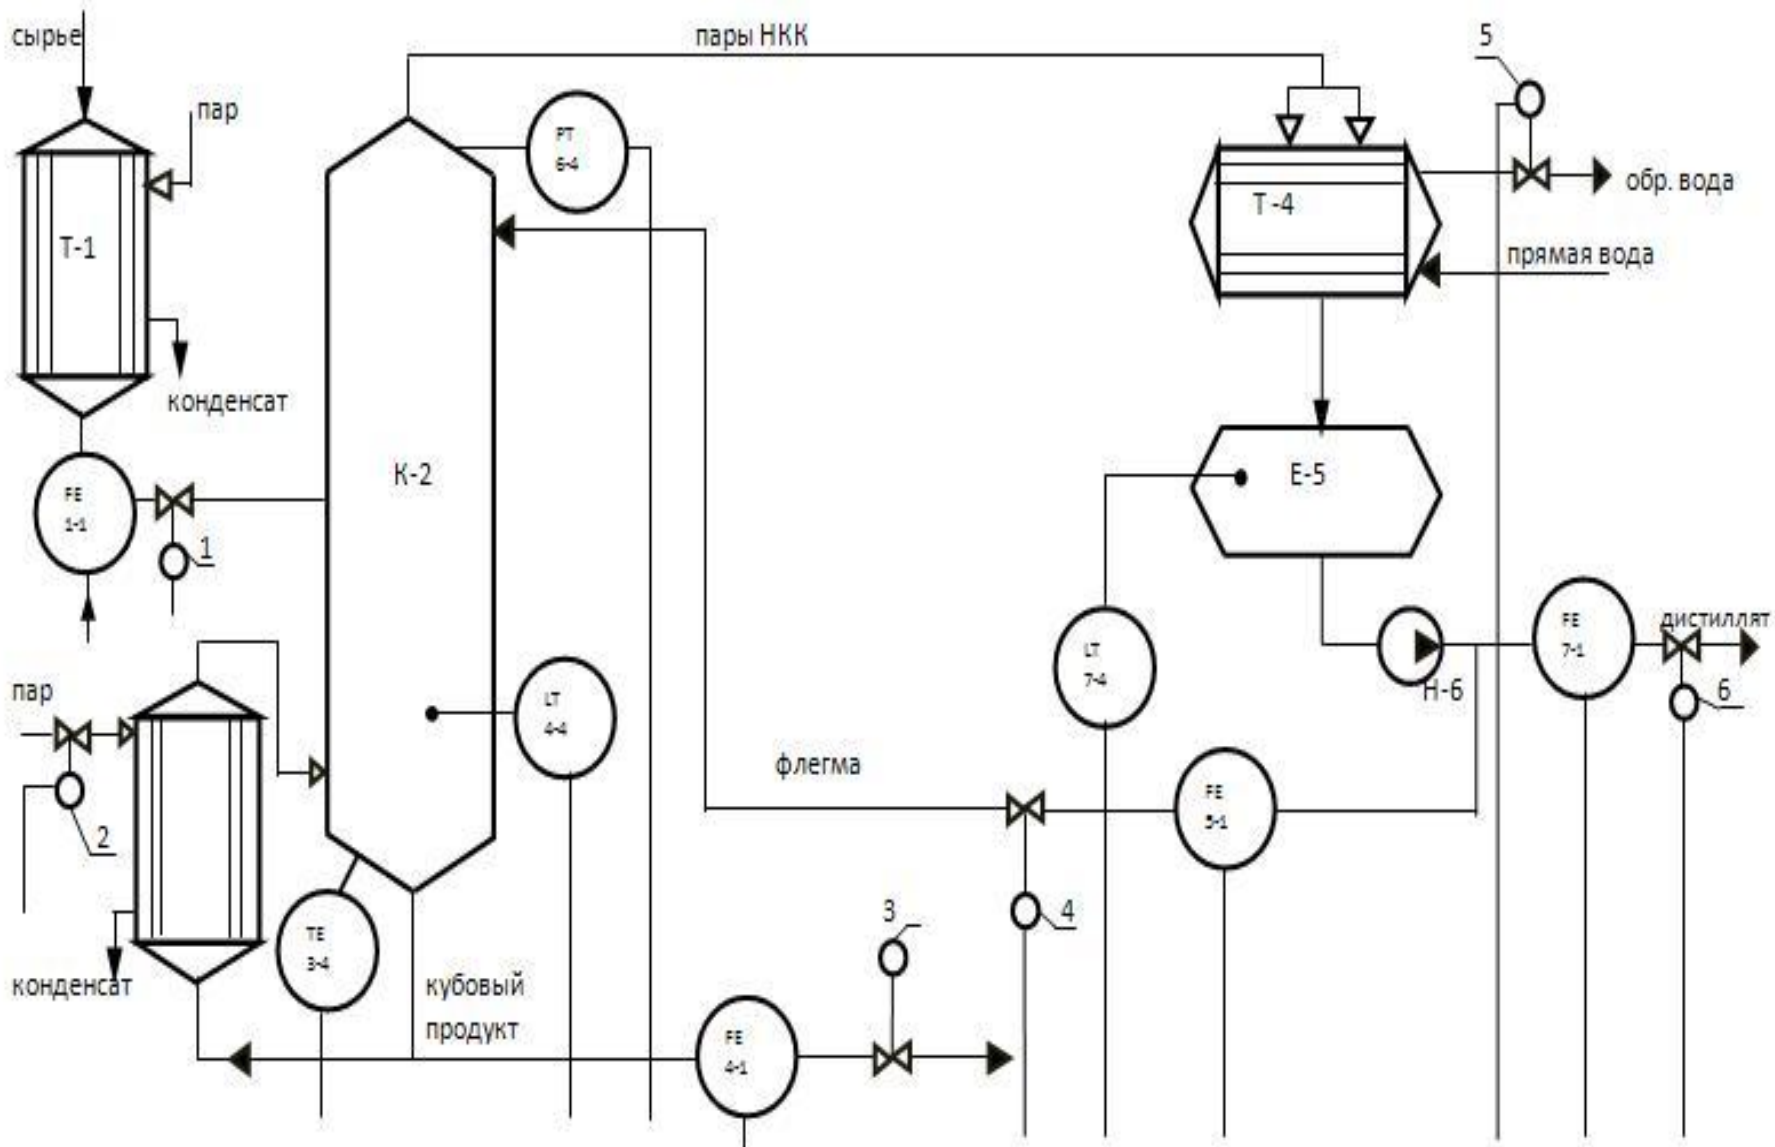 сырье
пары НКК
5
пар
PT
6-4
обр. вода
T-4
T-1
прямая вода
конденсат
К-2
E-5
FE
1-1
1
LT
7-4
FE
7-1
дистиллят
Н-6
6
пар
LT
4-4
флегма
FE
5-1
2
3
4
TE
3-4
конденсат
кубовый
продукт
FE
4-1